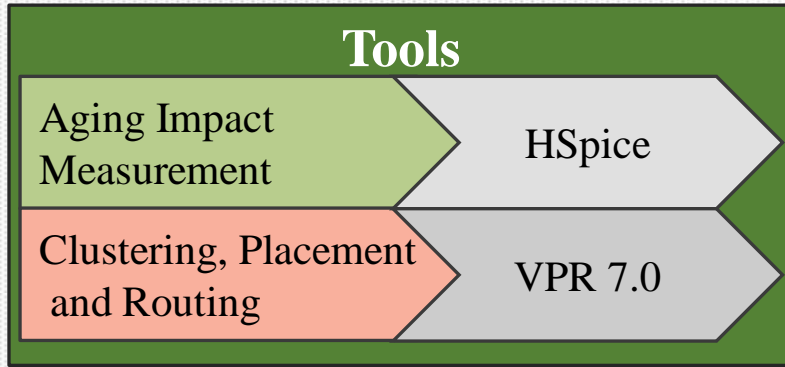 Tools
Aging Impact
Measurement
HSpice
Clustering, Placement
and Routing
VPR 7.0